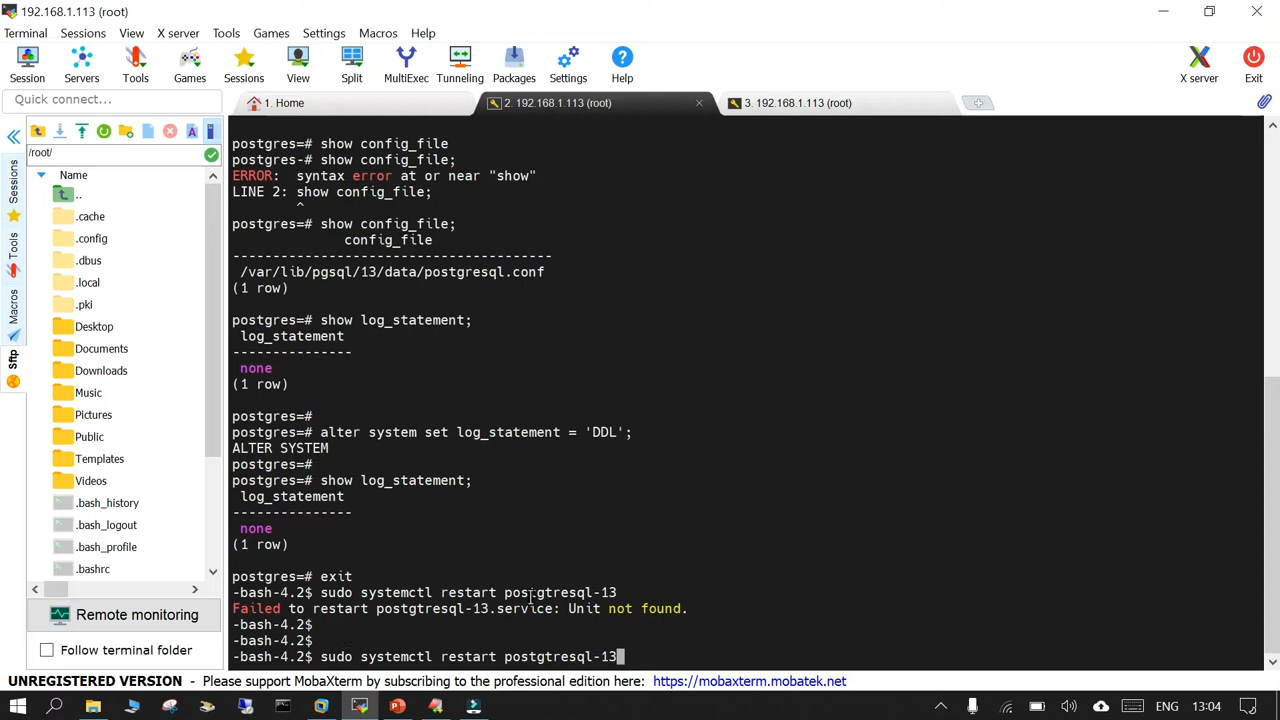 192.168.1.113 (root)
Terminal Sessions View X server Tools Games Settings Macros Help
Session Servers Tools Games Sessions View Split MultiExec Tunneling Packages Settings Help X server Exit
Quick connect...
1. Home
2. 192.168.1.113 (root)
3. 192.168.1.113 (root)
Sessions
Tools
Macros
Sftp
/root/
Name
..
.cache
.config
.dbus
.local
.pki
Desktop
Documents
Downloads
Music
Pictures
Public
Templates
Videos
.bash_history
.bash_logout
.bash_profile
.bashrc
Remote monitoring
Follow terminal folder
postgres=# show config_file
postgres-# show config_file;
ERROR:  syntax error at or near "show"
LINE 2: show config_file;
^
postgres=# show config_file;
config_file
----------------------------------------
/var/lib/pgsql/13/data/postgresql.conf
(1 row)
postgres=# show log_statement;
log_statement
---------------
none
(1 row)
postgres=#
postgres=# alter system set log_statement = 'DDL';
ALTER SYSTEM
postgres=#
postgres=# show log_statement;
log_statement
---------------
none
(1 row)
postgres=# exit
-bash-4.2$ sudo systemctl restart postgtresql-13
Failed to restart postgtresql-13.service: Unit not found.
-bash-4.2$
-bash-4.2$
-bash-4.2$ sudo systemctl restart postgtresql-13
UNREGISTERED VERSION - Please support MobaXterm by subscribing to the professional edition here: https://mobaxterm.mobatek.net
ENG 13:04